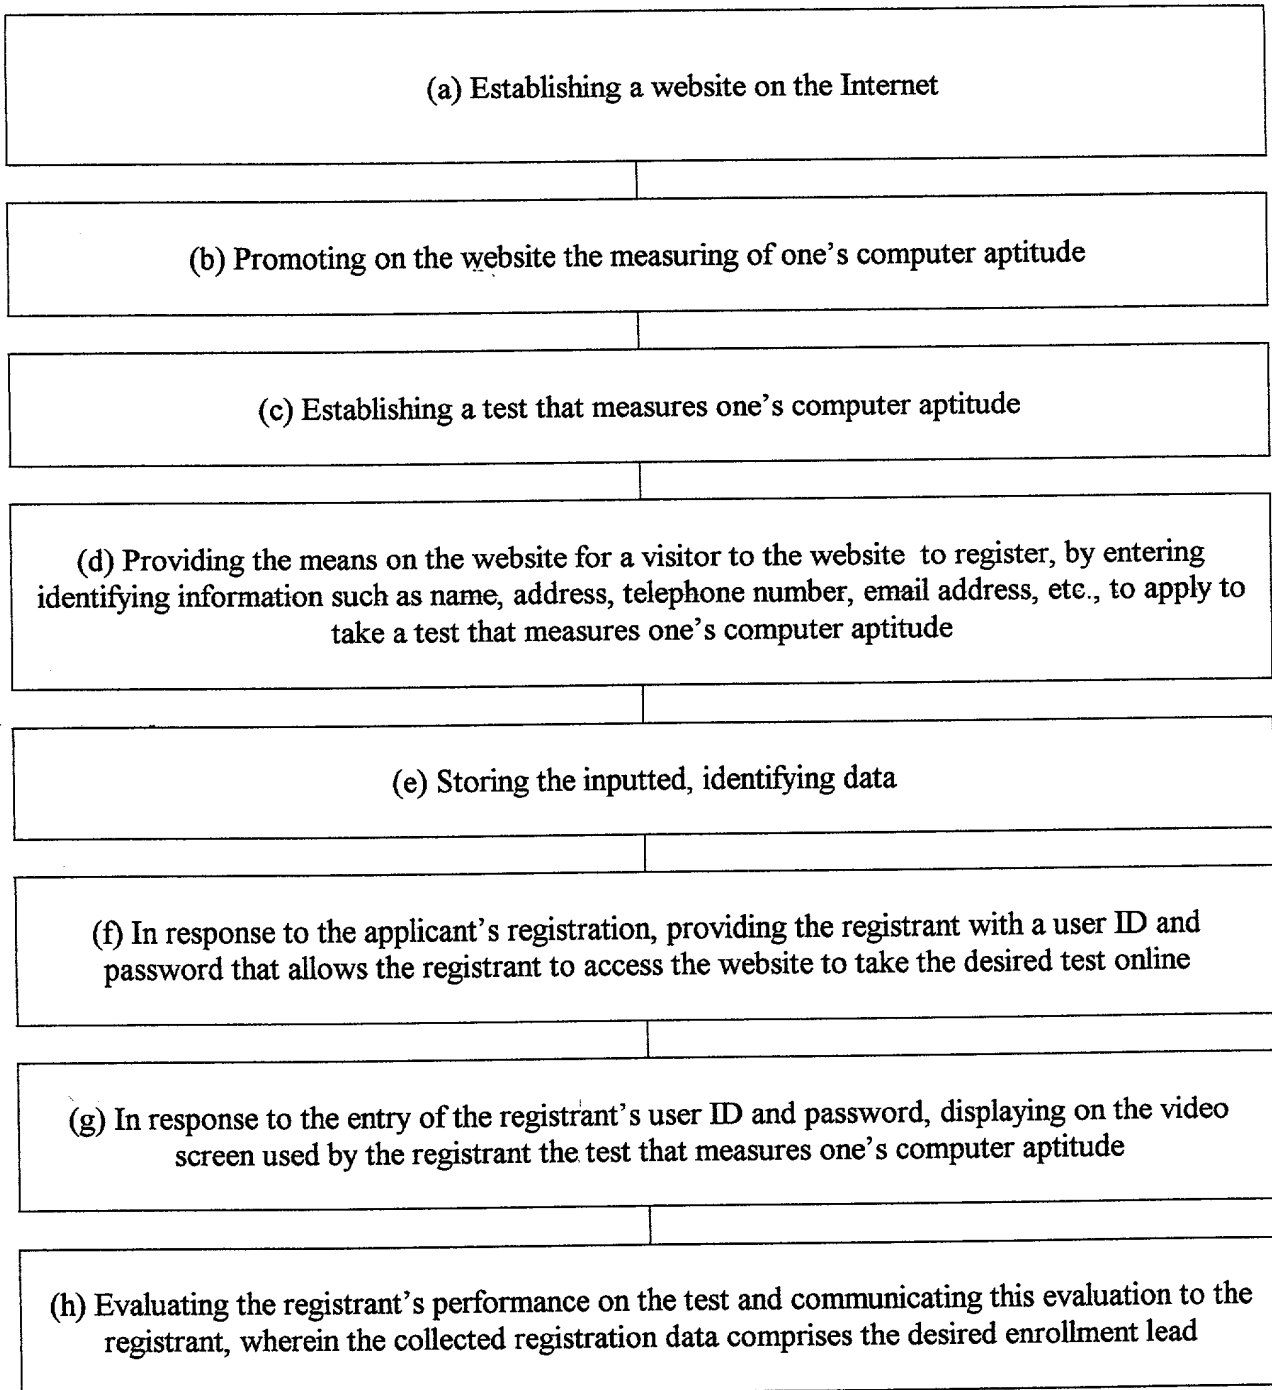 (a) Establishing a website on the Internet
(b) Promoting on the website the measuring of one's computer aptitude
(c) Establishing a test that measures one's computer aptitude
(d) Providing the means on the website for a visitor to the website to register, by entering
identifying information such as name, address, telephone number, email address, etc., to apply to
take a test that measures one's computer aptitude
(e) Storing the inputted, identifying data
(f) In response to the applicant's registration, providing the registrant with a user ID and
password that allows the registrant to access the website to take the desired test online
(g) In response to the entry of the registrant's user ID and password, displaying on the video
screen used by the registrant the test that measures one's computer aptitude
(h) Evaluating the registrant's performance on the test and communicating this evaluation to the
registrant, wherein the collected registration data comprises the desired enrollment lead